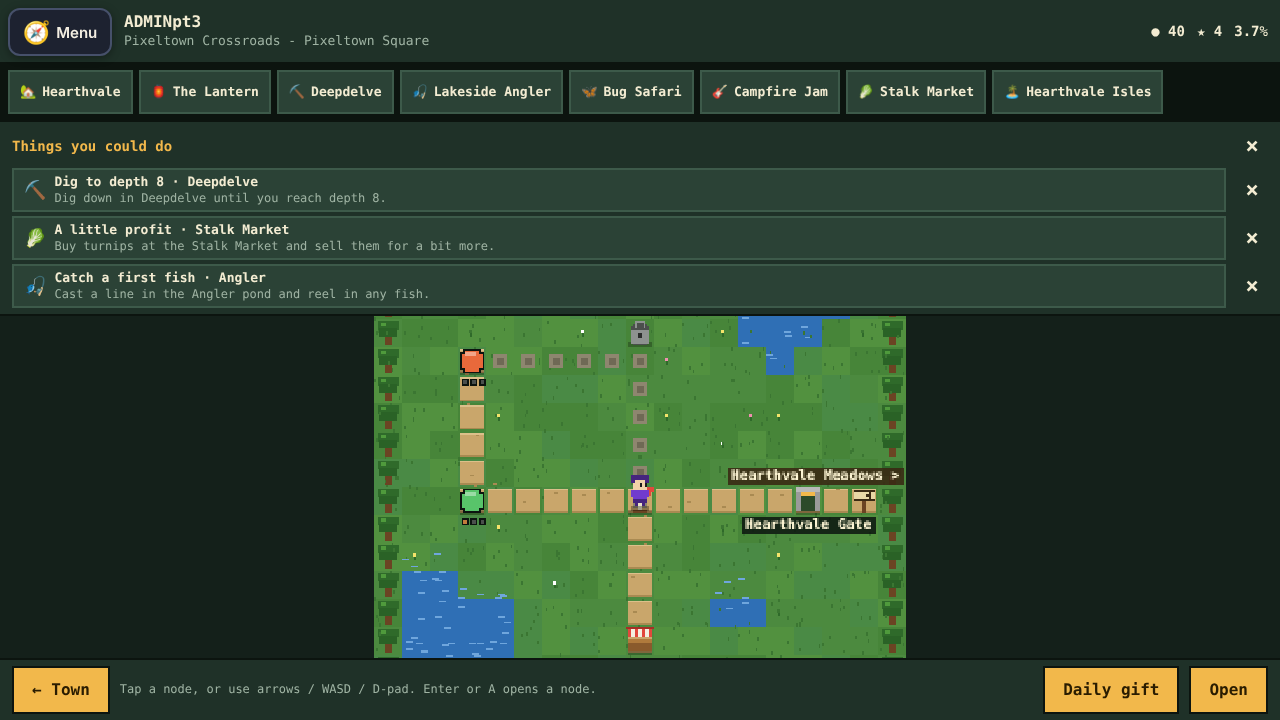 Menu
ADMINpt3
Pixeltown Crossroads - Pixeltown Square
● 40 ★ 4 3.7%
Hearthvale
The Lantern
Deepdelve
Lakeside Angler
Bug Safari
Campfire Jam
Stalk Market
Hearthvale Isles
Things you could do
×
Dig to depth 8 · Deepdelve
Dig down in Deepdelve until you reach depth 8.
×
A little profit · Stalk Market
Buy turnips at the Stalk Market and sell them for a bit more.
×
Catch a first fish · Angler
Cast a line in the Angler pond and reel in any fish.
×
Hearthvale Meadows >
Hearthvale Gate
← Town
Tap a node, or use arrows / WASD / D-pad. Enter or A opens a node.
Daily gift
Open